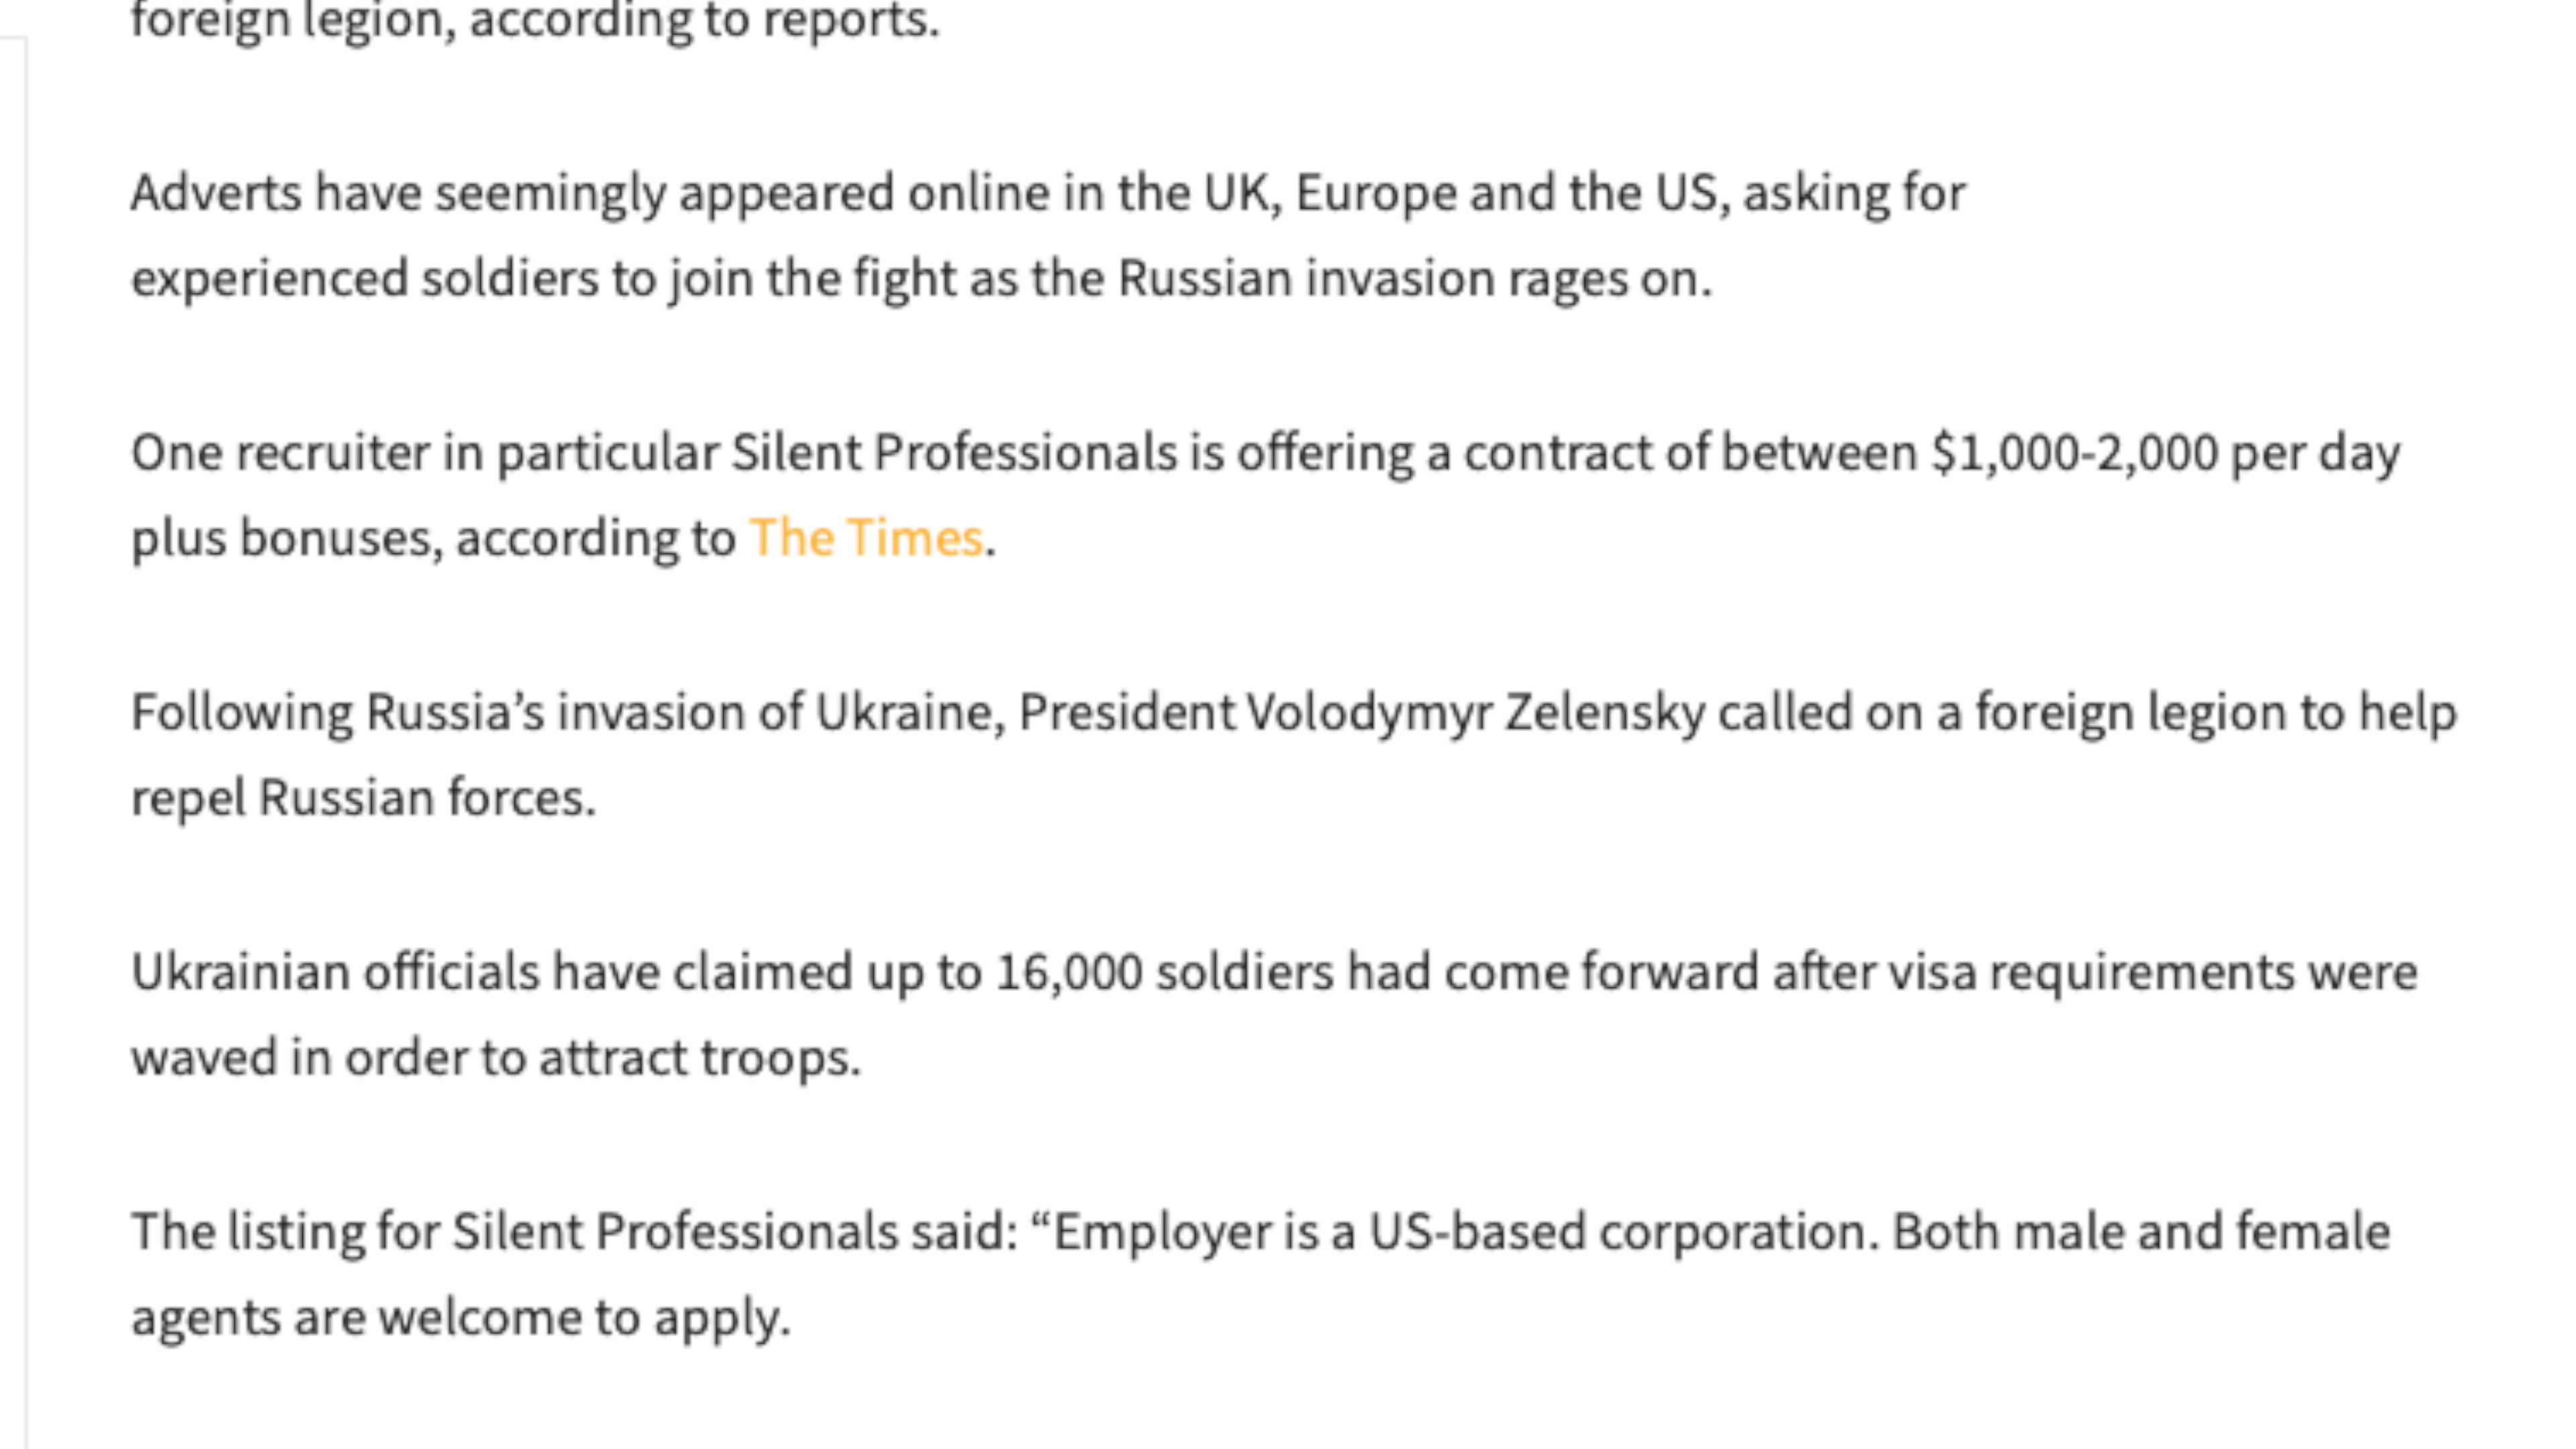 foreign legion, according to reports.
Adverts have seemingly appeared online in the UK, Europe and the US, asking for
experienced soldiers to join the fight as the Russian invasion rages on.
One recruiter in particular Silent Professionals is offering a contract of between $1,000-2,000 per day
plus bonuses, according to The Times.
Following Russia’s invasion of Ukraine, President Volodymyr Zelensky called on a foreign legion to help
repel Russian forces.
Ukrainian officials have claimed up to 16,000 soldiers had come forward after visa requirements were
waved in order to attract troops.
The listing for Silent Professionals said: “Employer is a US-based corporation. Both male and female
agents are welcome to apply.